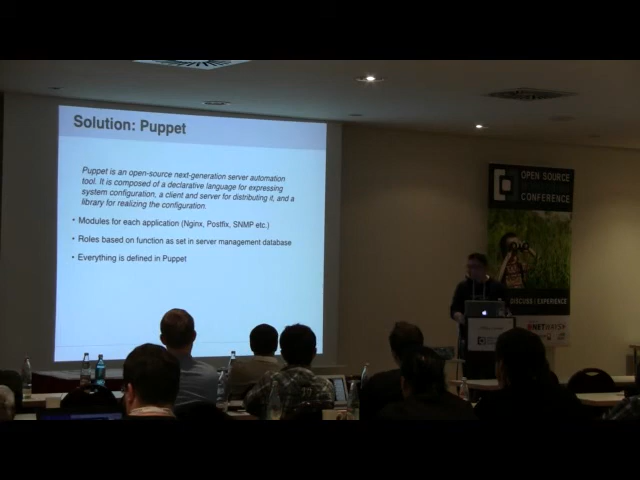 Solution: Puppet
Puppet is an open-source next-generation server automation
tool. It is composed of a declarative language for expressing
system configuration, a client and server for distributing it, and a
library for realizing the configuration.
• Modules for each application (Nginx, Postfix, SNMP etc.)
• Roles based on function as set in server management database
• Everything is defined in Puppet
OPEN SOURCE
CONFERENCE
DISCUSS | EXPERIENCE
NETWAYS